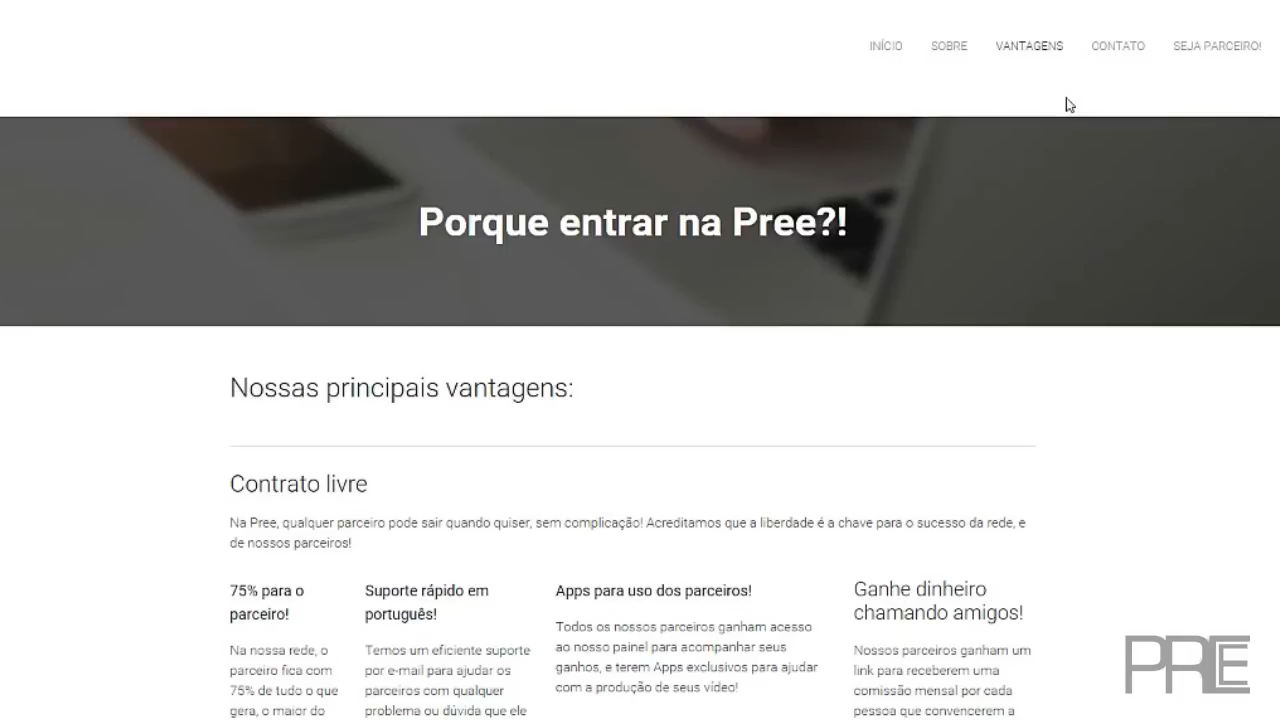 INÍCIO SOBRE VANTAGENS CONTATO SEJA PARCEIRO!
Porque entrar na Pree?!
Nossas principais vantagens:
Contrato livre
Na Pree, qualquer parceiro pode sair quando quiser, sem complicação! Acreditamos que a liberdade é a chave para o sucesso da rede, e
de nossos parceiros!
75% para o
parceiro!
Na nossa rede, o
parceiro fica com
75% de tudo o que
gera, o maior do
Suporte rápido em
português!
Temos um eficiente suporte
por e-mail para ajudar os
parceiros com qualquer
problema ou dúvida que ele
Apps para uso dos parceiros!
Todos os nossos parceiros ganham acesso
ao nosso painel para acompanhar seus
ganhos, e terem Apps exclusivos para ajudar
com a produção de seus vídeo!
Ganhe dinheiro
chamando amigos!
Nossos parceiros ganham um
link para receberem uma
comissão mensal por cada
pessoa que convencerem a
PREE